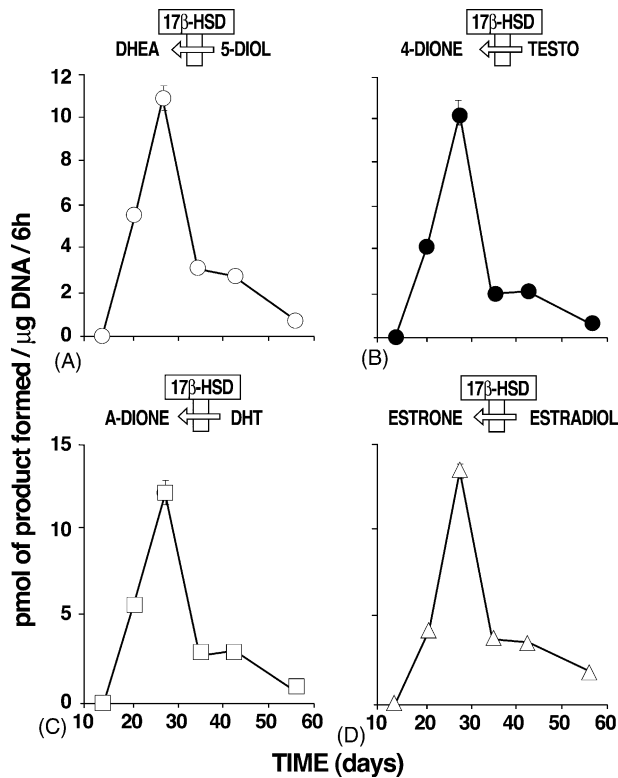 17β-HSD
DHEA 5-DIOL
17β-HSD
4-DIONE TESTO
12
10
8
6
4
2
0
(A)
(B)
17β-HSD
A-DIONE DHT
17β-HSD
ESTRONE ESTRADIOL
15
10
5
0
10 20 30 40 50 60
(C)
10 20 30 40 50 60
(D)
pmol of product formed / μg DNA / 6h
TIME (days)